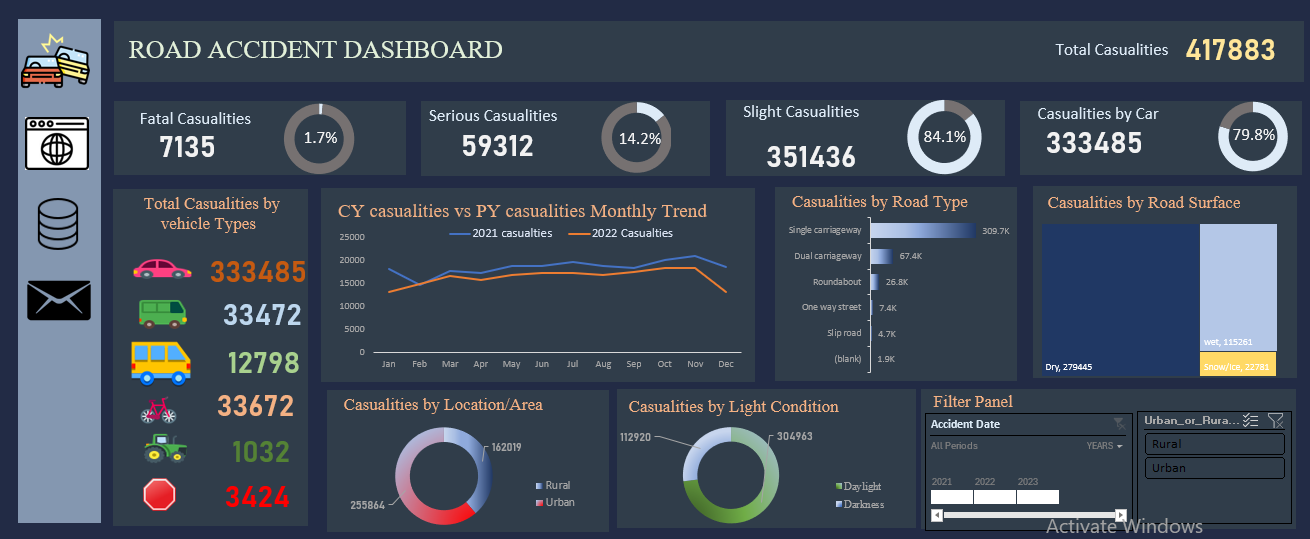 ROAD ACCIDENT DASHBOARD
Total Casualities 417883
Fatal Casualities
7135
1.7%
Serious Casualities
59312
14.2%
Slight Casualities
351436
84.1%
Casualities by Car
333485
79.8%
Total Casualities by
vehicle Types
333485
33472
12798
33672
1032
3424
CY casualities vs PY casualities Monthly Trend
2021 casualties
2022 Casualties
25000
20000
15000
10000
5000
0
Jan Feb Mar Apr May Jun Jul Aug Sep Oct Nov Dec
Casualities by Road Type
Single carriageway 309.7K
Dual carriageway 67.4K
Roundabout 26.8K
One way street 7.4K
Slip road 4.7K
(blank) 1.9K
Casualities by Road Surface
Dry, 279445
wet, 115261
Snow/Ice, 22781
Casualities by Location/Area
162019
255864
Rural
Urban
Casualities by Light Condition
112920
304963
Daylight
Darkness
Filter Panel
Accident Date
All Periods YEARS
2021 2022 2023
Urban_or_Rura...
Rural
Urban
Activate Windows